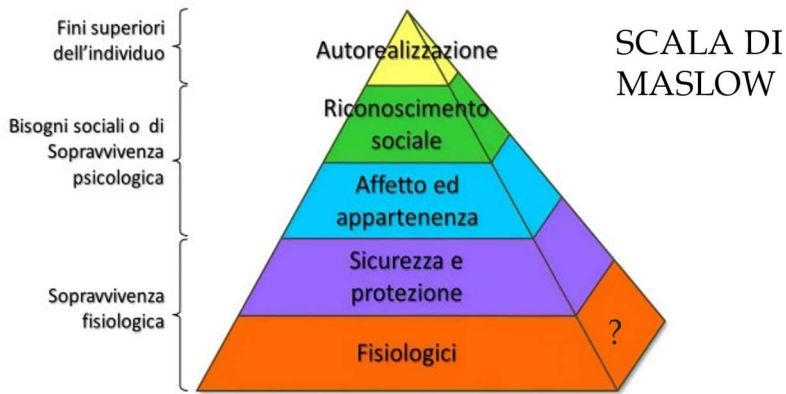 SCALA DI
MASLOW
Fini superiori
dell'individuo
Autorealizzazione
Bisogni sociali o di
Sopravvivenza
psicologica
Riconoscimento
sociale
Affetto ed
appartenenza
Sopravvivenza
fisiologica
Sicurezza e
protezione
Fisiologici
?